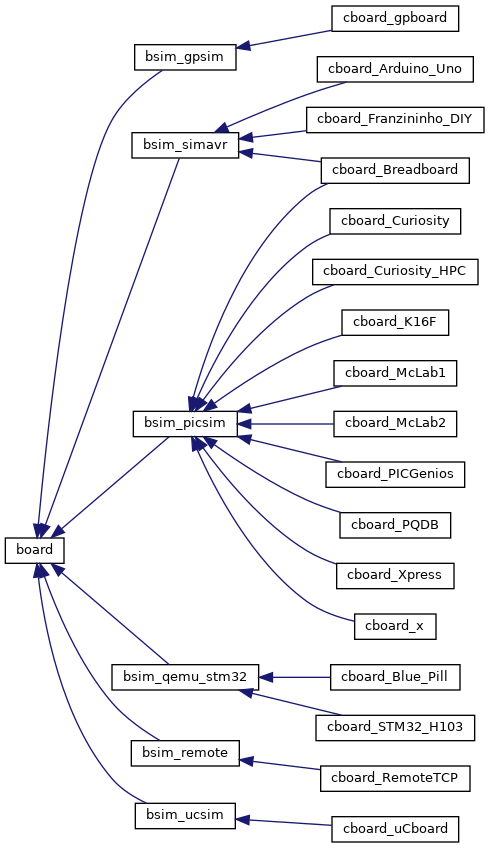 cboard_gpboard
bsim_gpsim
cboard_Arduino_Uno
cboard_Franzininho_DIY
bsim_simavr
cboard_Breadboard
cboard_Curiosity
cboard_Curiosity_HPC
cboard_K16F
cboard_McLab1
bsim_picsim
cboard_McLab2
cboard_PICGenios
cboard_PQDB
board
cboard_Xpress
cboard_x
bsim_qemu_stm32
cboard_Blue_Pill
cboard_STM32_H103
bsim_remote
cboard_RemoteTCP
bsim_ucsim
cboard_uCboard